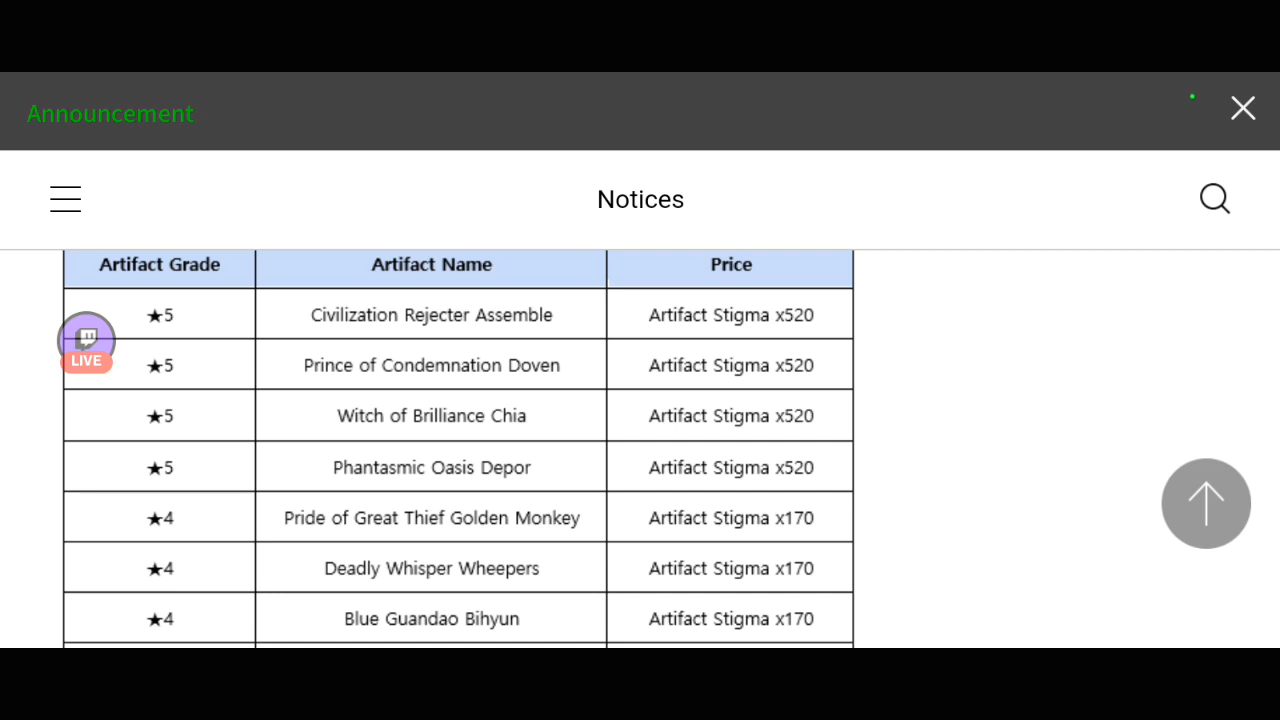 Announcement
Notices
Artifact Grade Artifact Name Price
★5 Civilization Rejecter Assemble Artifact Stigma x520
LIVE
★5 Prince of Condemnation Doven Artifact Stigma x520
★5 Witch of Brilliance Chia Artifact Stigma x520
★5 Phantasmic Oasis Depor Artifact Stigma x520
★4 Pride of Great Thief Golden Monkey Artifact Stigma x170
★4 Deadly Whisper Wheepers Artifact Stigma x170
★4 Blue Guandao Bihyun Artifact Stigma x170